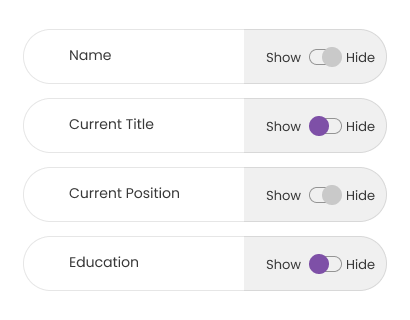 Name Show Hide
Current Title Show Hide
Current Position Show Hide
Education Show Hide